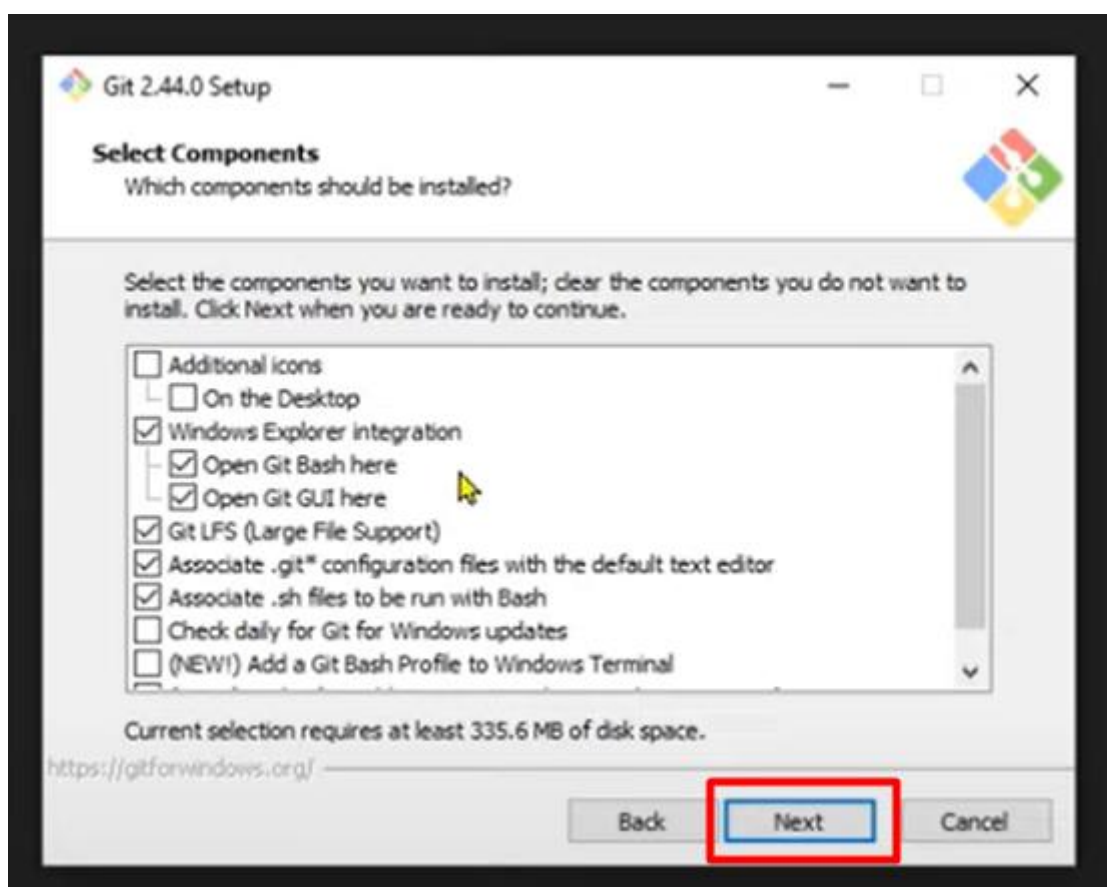 Git 2.44.0 Setup
Select Components
Which components should be installed?
Select the components you want to install; clear the components you do not want to
install. Click Next when you are ready to continue.
Additional icons
On the Desktop
Windows Explorer integration
Open Git Bash here
Open Git GUI here
Git LFS (Large File Support)
Associate .git* configuration files with the default text editor
Associate .sh files to be run with Bash
Check daily for Git for Windows updates
(NEW!) Add a Git Bash Profile to Windows Terminal
Current selection requires at least 335.6 MB of disk space.
https://gitforwindows.org/
Back Next Cancel